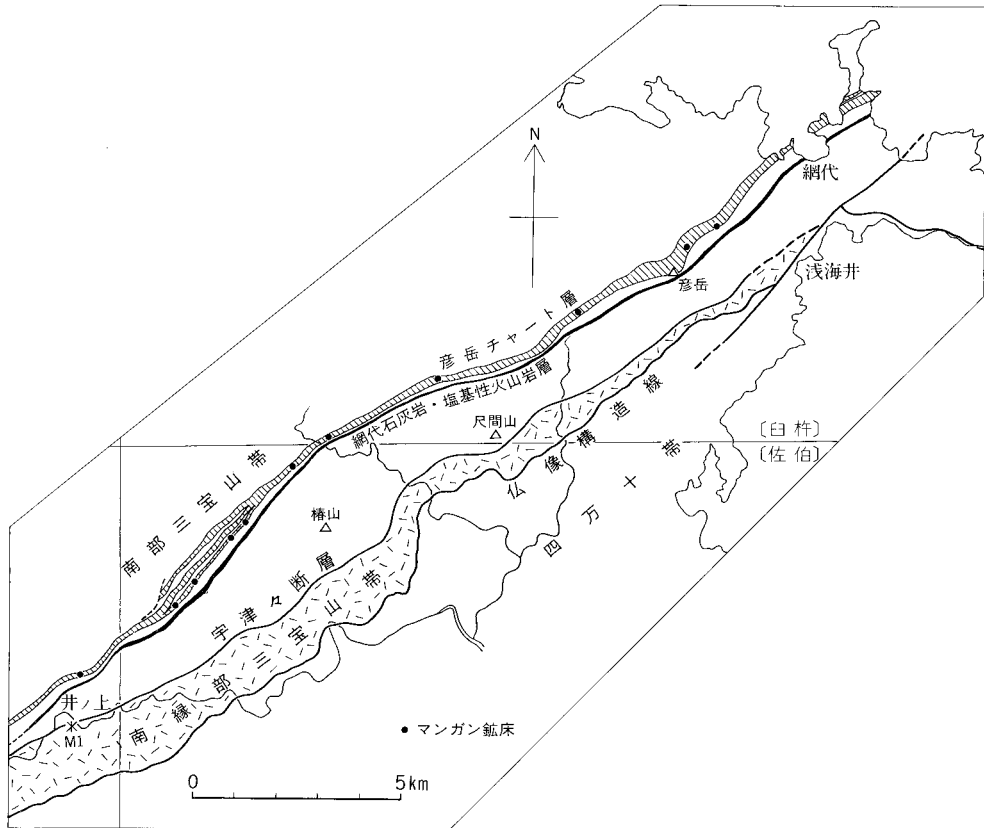 N
網代
浅海井
彦岳
彦岳チャート層
網代石灰岩・塩基性火山岩層
尺間山
〔臼杵〕
〔佐伯〕
仏像構造線
四万十帯
南部三宝山帯
椿山
宇津々断層
南縁部三宝山帯
井ノ上
M1
マンガン鉱床
0 5km